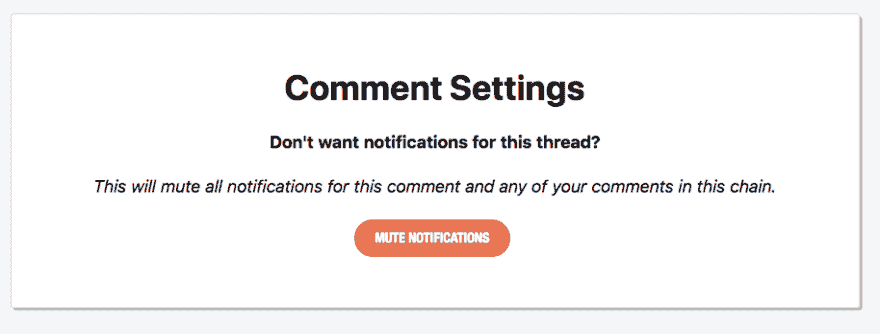 Comment Settings
Don't want notifications for this thread?
This will mute all notifications for this comment and any of your comments in this chain.
MUTE NOTIFICATIONS